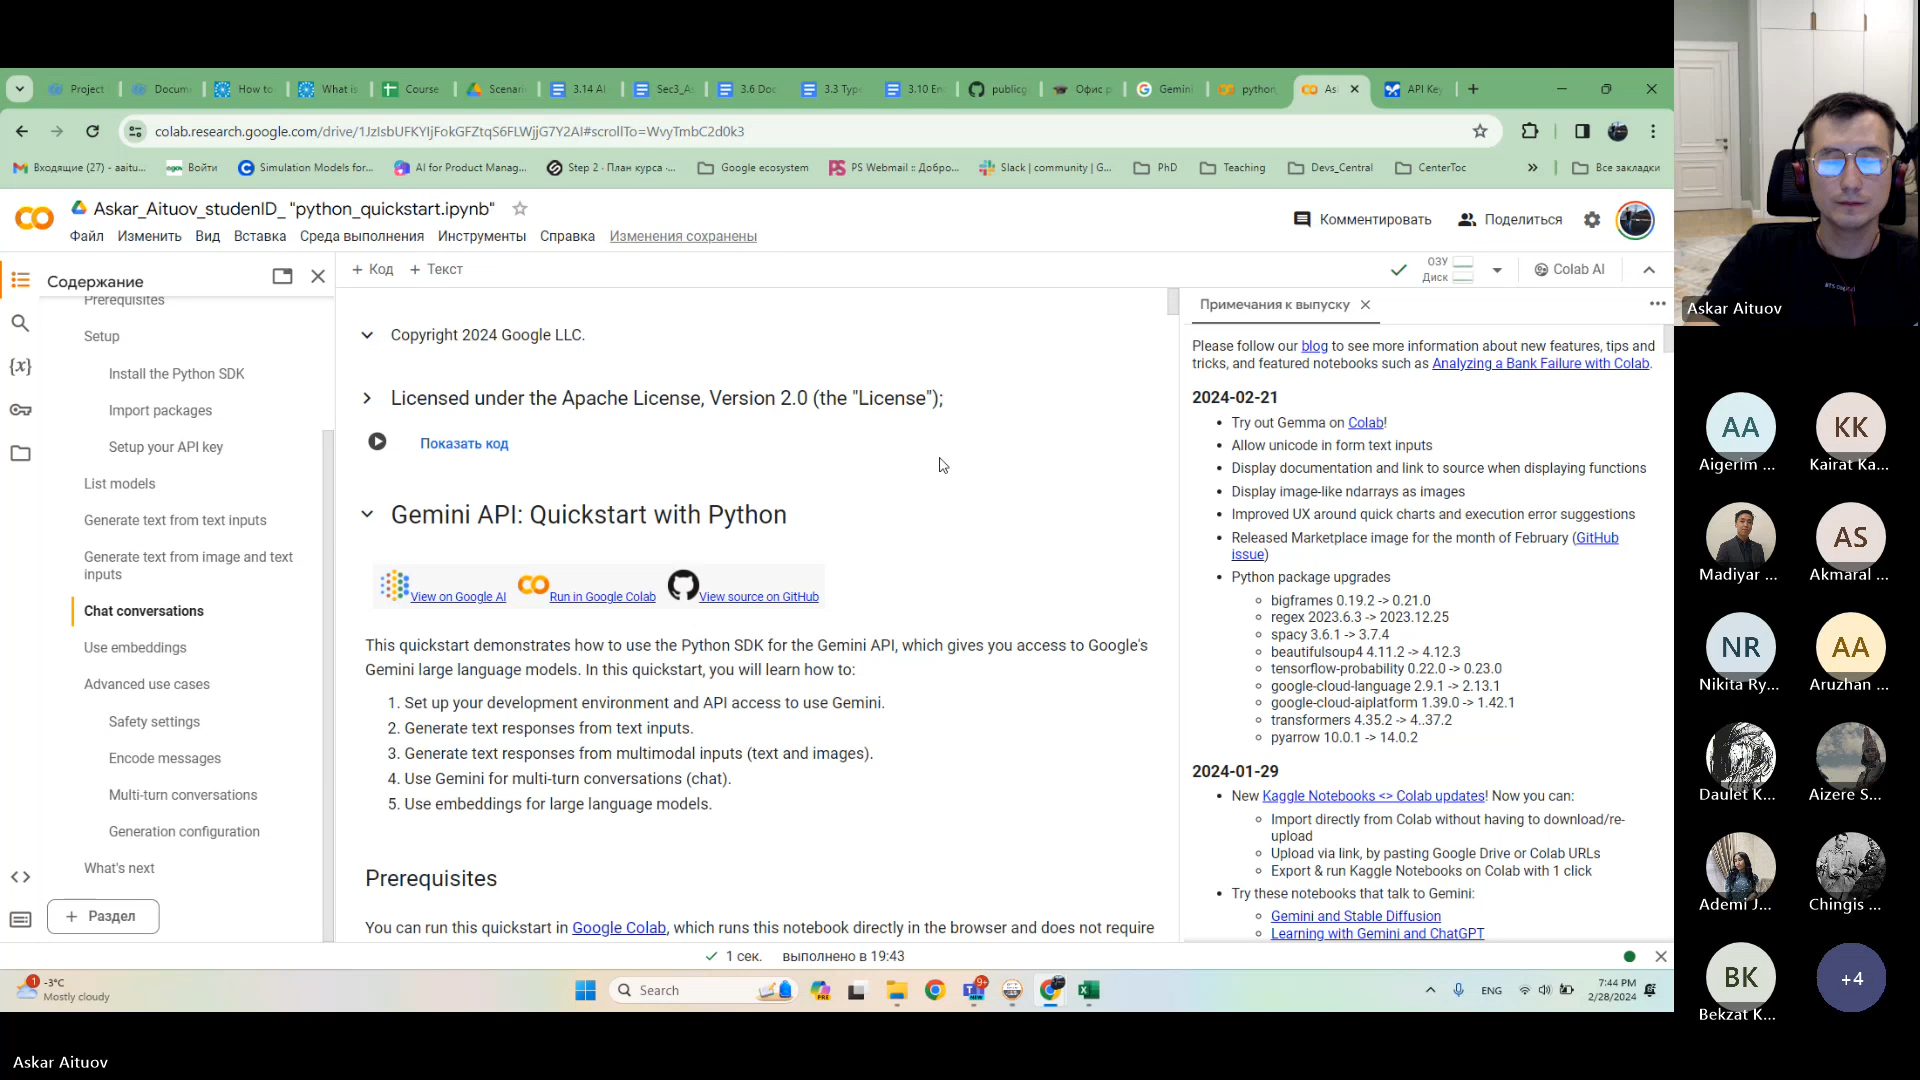 Project
Docum
How to
What is
Course
Scenari
3.14 AI
Sec3_A
3.6 Doc
3.3 Type
3.10 En
publicg
Офис р
Gemini
python
As
API Key
colab.research.google.com/drive/1JzIsbUFKYIjFokGFZtqS6FLWjjG7Y2AI#scrollTo=WvyTmbC2d0k3
Входящие (27) - aaitu...
Войти
Simulation Models for...
AI for Product Manag...
Step 2 - План курса -...
Google ecosystem
PS Webmail :: Добро...
Slack | community | G...
PhD
Teaching
Devs_Central
CenterToc
»
Все закладки
Askar_Aituov_studenID_ "python_quickstart.ipynb"
Файл Изменить Вид Вставка Среда выполнения Инструменты Справка Изменения сохранены
Комментировать
Поделиться
Содержание
Prerequisites
Setup
Install the Python SDK
Import packages
Setup your API key
List models
Generate text from text inputs
Generate text from image and text
inputs
Chat conversations
Use embeddings
Advanced use cases
Safety settings
Encode messages
Multi-turn conversations
Generation configuration
What's next
+ Раздел
+ Код + Текст
ОЗУ
Диск
Colab AI
Copyright 2024 Google LLC.
Licensed under the Apache License, Version 2.0 (the "License");
Показать код
Gemini API: Quickstart with Python
View on Google AI
Run in Google Colab
View source on GitHub
This quickstart demonstrates how to use the Python SDK for the Gemini API, which gives you access to Google's
Gemini large language models. In this quickstart, you will learn how to:
1. Set up your development environment and API access to use Gemini.
2. Generate text responses from text inputs.
3. Generate text responses from multimodal inputs (text and images).
4. Use Gemini for multi-turn conversations (chat).
5. Use embeddings for large language models.
Prerequisites
You can run this quickstart in Google Colab, which runs this notebook directly in the browser and does not require
Примечания к выпуску
Please follow our blog to see more information about new features, tips and
tricks, and featured notebooks such as Analyzing a Bank Failure with Colab.
2024-02-21
• Try out Gemma on Colab!
• Allow unicode in form text inputs
• Display documentation and link to source when displaying functions
• Display image-like ndarrays as images
• Improved UX around quick charts and execution error suggestions
• Released Marketplace image for the month of February (GitHub
issue)
• Python package upgrades
bigframes 0.19.2 -> 0.21.0
regex 2023.6.3 -> 2023.12.25
spacy 3.6.1 -> 3.7.4
beautifulsoup4 4.11.2 -> 4.12.3
tensorflow-probability 0.22.0 -> 0.23.0
google-cloud-language 2.9.1 -> 2.13.1
google-cloud-aiplatform 1.39.0 -> 1.42.1
transformers 4.35.2 -> 4..37.2
pyarrow 10.0.1 -> 14.0.2
2024-01-29
• New Kaggle Notebooks <> Colab updates! Now you can:
Import directly from Colab without having to download/re-
upload
Upload via link, by pasting Google Drive or Colab URLs
Export & run Kaggle Notebooks on Colab with 1 click
• Try these notebooks that talk to Gemini:
Gemini and Stable Diffusion
Learning with Gemini and ChatGPT
1 сек. выполнено в 19:43
1
-3°C
Mostly cloudy
Search
PRE
9+
NEW
ENG
7:44 PM
2/28/2024
Askar Aituov
Askar Aituov
AA
Aigerim ...
KK
Kairat Ka...
Madiyar ...
AS
Akmaral ...
NR
Nikita Ry...
AA
Aruzhan ...
Daulet K...
Aizere S...
Ademi J...
Chingis ...
BK
Bekzat K...
+4